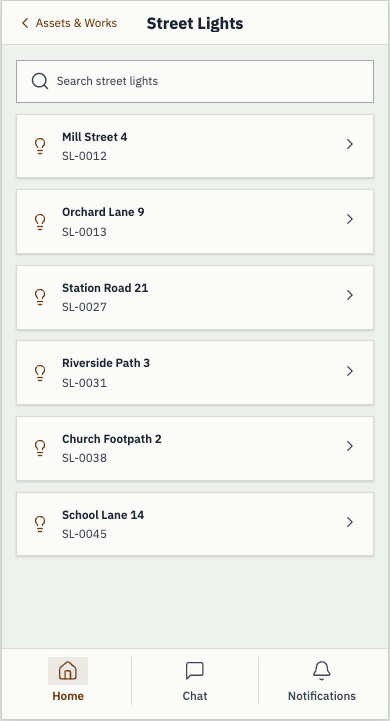 Assets & Works
Street Lights
Search street lights
Mill Street 4
SL-0012
Orchard Lane 9
SL-0013
Station Road 21
SL-0027
Riverside Path 3
SL-0031
Church Footpath 2
SL-0038
School Lane 14
SL-0045
Home
Chat
Notifications